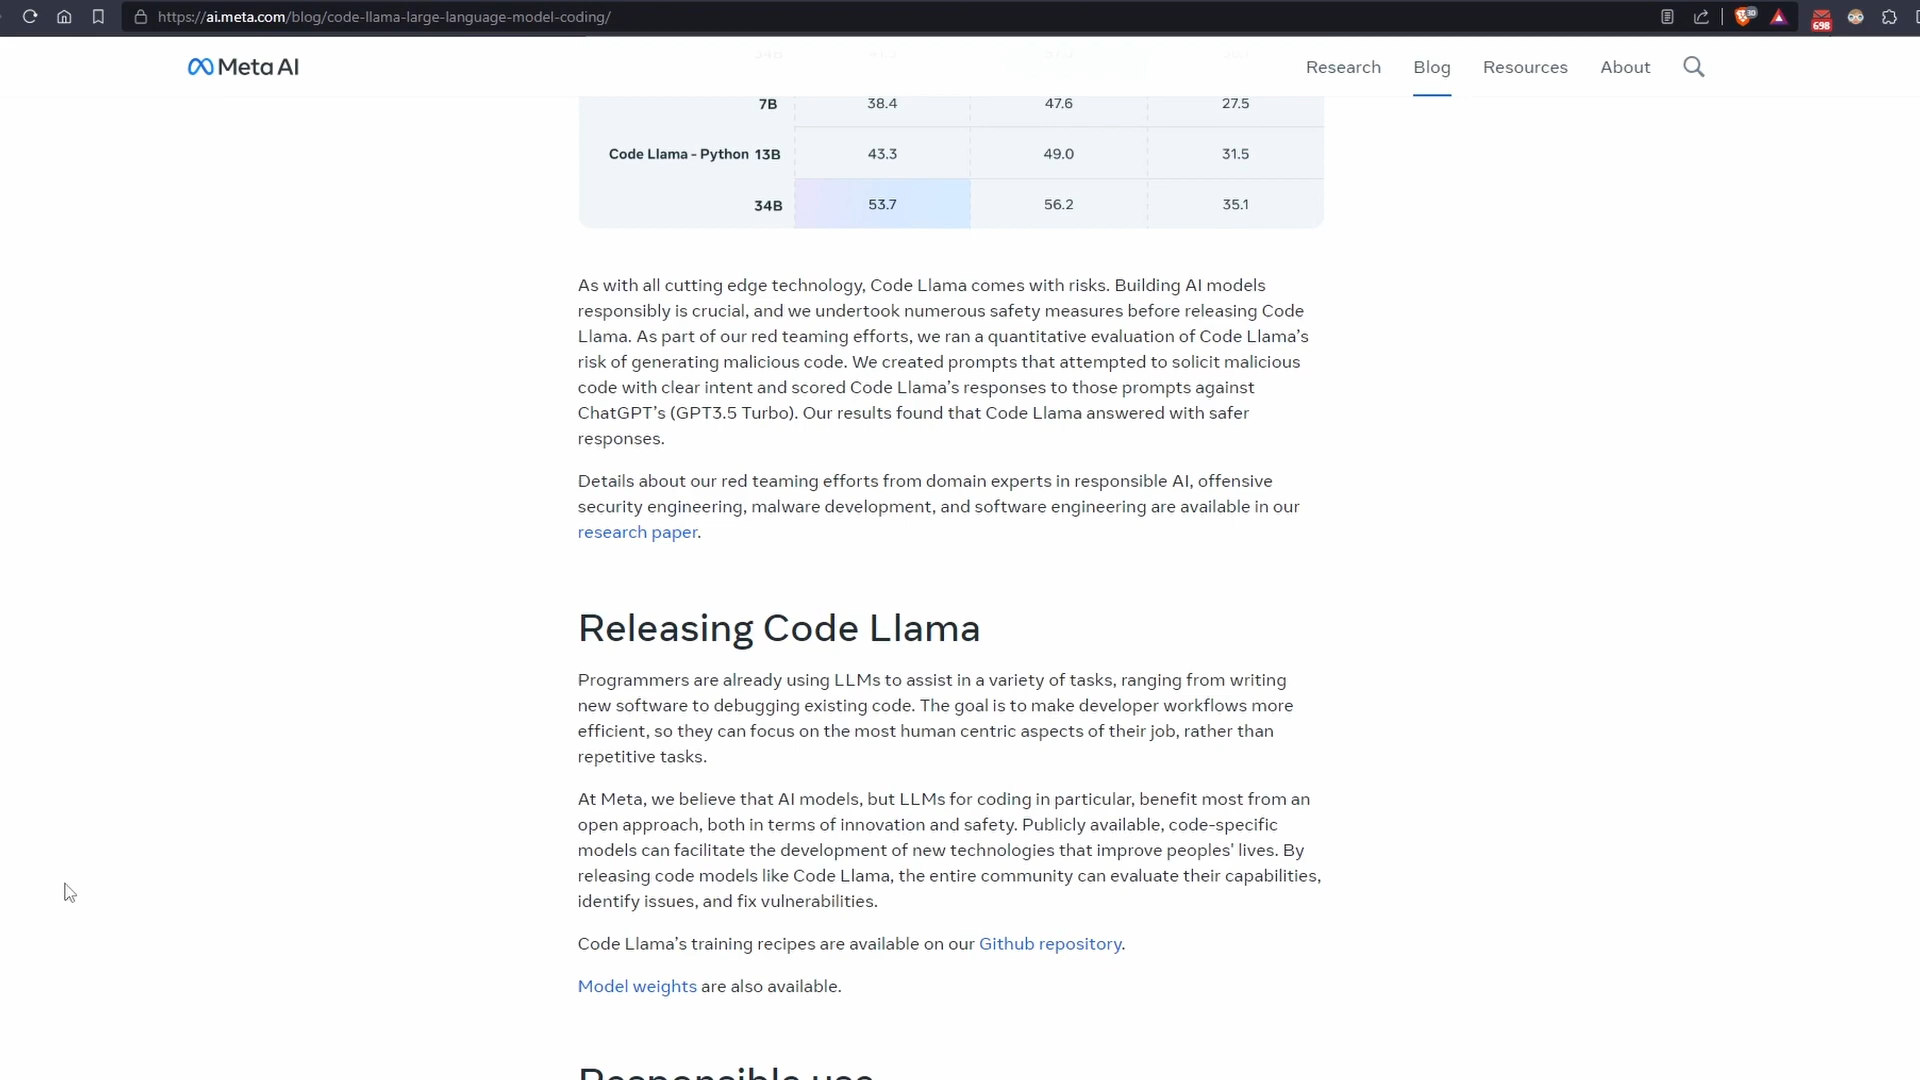 https://ai.meta.com/blog/code-llama-large-language-model-coding/
30
698
Meta AI
Research Blog Resources About
7B 38.4 47.6 27.5
Code Llama - Python 13B 43.3 49.0 31.5
34B 53.7 56.2 35.1
As with all cutting edge technology, Code Llama comes with risks. Building AI models
responsibly is crucial, and we undertook numerous safety measures before releasing Code
Llama. As part of our red teaming efforts, we ran a quantitative evaluation of Code Llama’s
risk of generating malicious code. We created prompts that attempted to solicit malicious
code with clear intent and scored Code Llama’s responses to those prompts against
ChatGPT’s (GPT3.5 Turbo). Our results found that Code Llama answered with safer
responses.
Details about our red teaming efforts from domain experts in responsible AI, offensive
security engineering, malware development, and software engineering are available in our
research paper.
Releasing Code Llama
Programmers are already using LLMs to assist in a variety of tasks, ranging from writing
new software to debugging existing code. The goal is to make developer workflows more
efficient, so they can focus on the most human centric aspects of their job, rather than
repetitive tasks.
At Meta, we believe that AI models, but LLMs for coding in particular, benefit most from an
open approach, both in terms of innovation and safety. Publicly available, code-specific
models can facilitate the development of new technologies that improve peoples' lives. By
releasing code models like Code Llama, the entire community can evaluate their capabilities,
identify issues, and fix vulnerabilities.
Code Llama’s training recipes are available on our Github repository.
Model weights are also available.
Responsible use